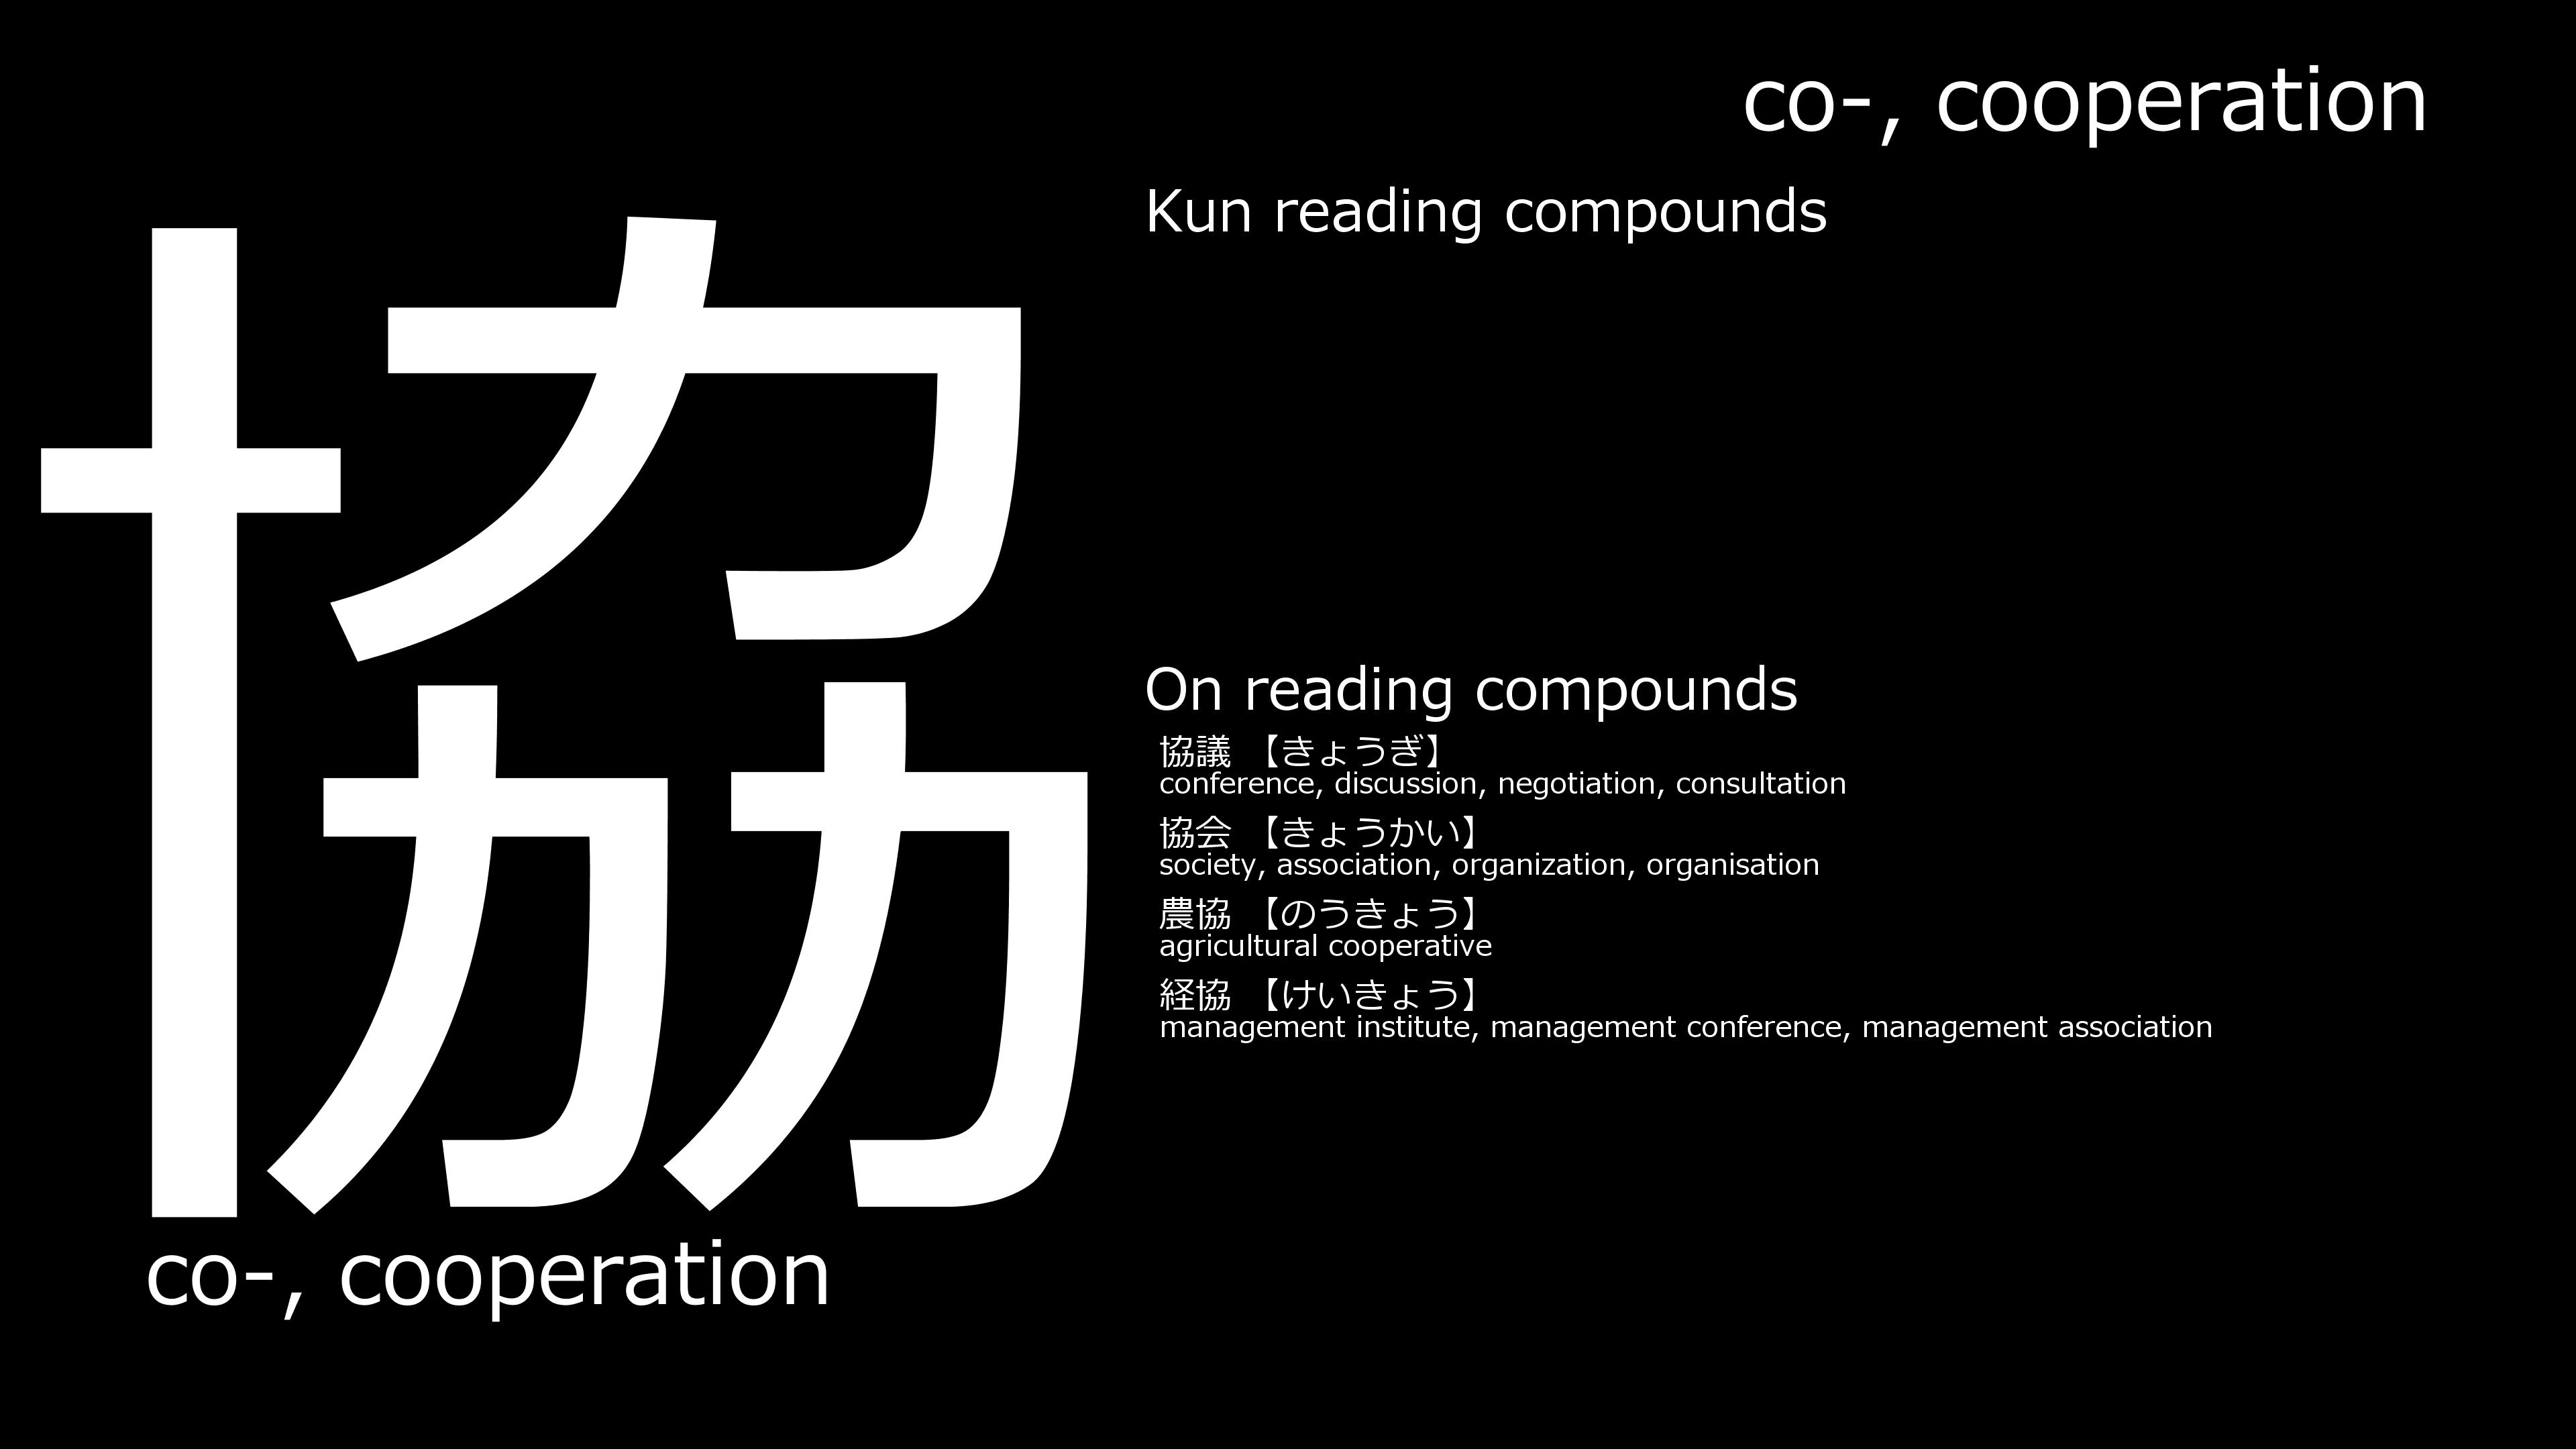 co-, cooperation
協
co-, cooperation
Kun reading compounds
On reading compounds
協議 【きょうぎ】
conference, discussion, negotiation, consultation
協会 【きょうかい】
society, association, organization, organisation
農協 【のうきょう】
agricultural cooperative
経協 【けいきょう】
management institute, management conference, management association